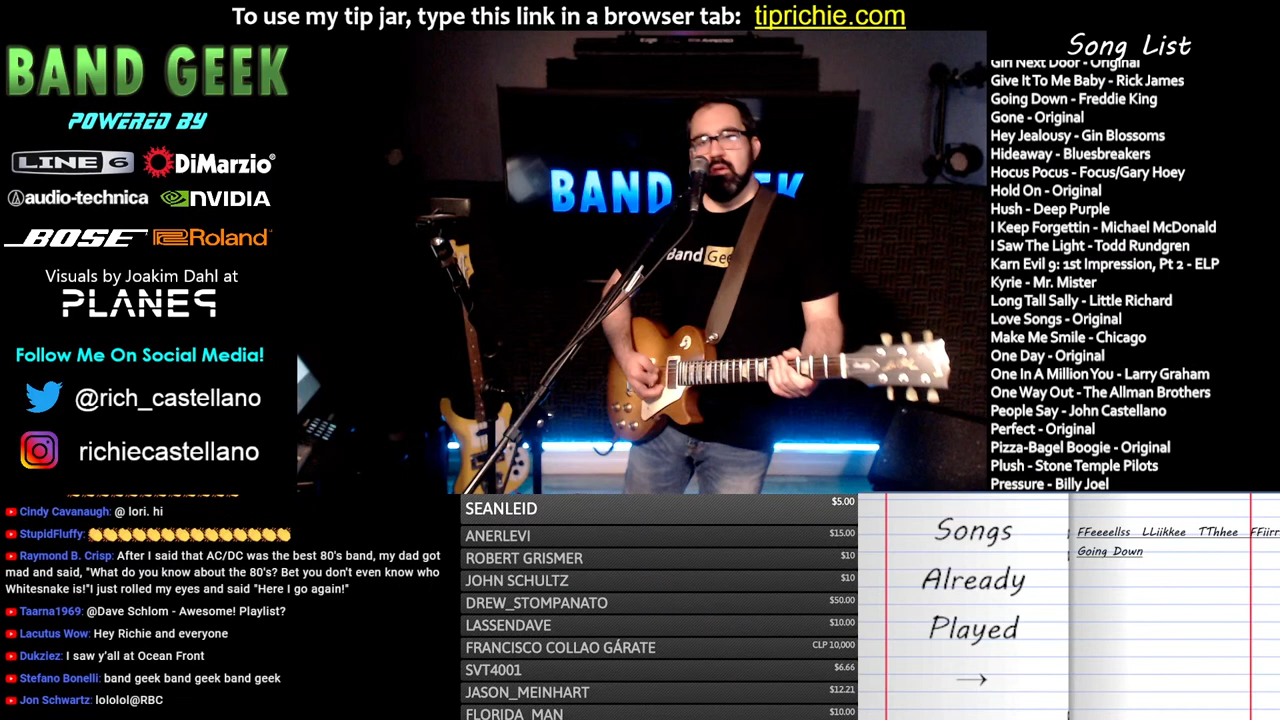 To use my tip jar, type this link in a browser tab: tiprichie.com
BAND GEEK
POWERED BY
LINE 6
DiMarzio®
audio-technica
NVIDIA
BOSE
Roland
Visuals by Joakim Dahl at
PLANE9
Follow Me On Social Media!
@rich_castellano
richiecastellano
BAND GEEK
Band Geek
Song List
Girl Next Door - Original
Give It To Me Baby - Rick James
Going Down - Freddie King
Gone - Original
Hey Jealousy - Gin Blossoms
Hideaway - Bluesbreakers
Hocus Pocus - Focus/Gary Hoey
Hold On - Original
Hush - Deep Purple
I Keep Forgettin - Michael McDonald
I Saw The Light - Todd Rundgren
Karn Evil 9: 1st Impression, Pt 2 - ELP
Kyrie - Mr. Mister
Long Tall Sally - Little Richard
Love Songs - Original
Make Me Smile - Chicago
One Day - Original
One In A Million You - Larry Graham
One Way Out - The Allman Brothers
People Say - John Castellano
Perfect - Original
Pizza-Bagel Boogie - Original
Plush - Stone Temple Pilots
Pressure - Billy Joel
Cindy Cavanaugh: @ lori. hi
StupidFluffy:
Raymond B. Crisp: After I said that AC/DC was the best 80's band, my dad got
mad and said, "What do you know about the 80's? Bet you don't even know who
Whitesnake is!"I just rolled my eyes and said "Here I go again!"
Taarna1969: @Dave Schlom - Awesome! Playlist?
Lacutus Wow: Hey Richie and everyone
Dukziez: I saw y'all at Ocean Front
Stefano Bonelli: band geek band geek band geek
Jon Schwartz: lololol@RBC
SEANLEID $5.00
ANERLEVI $15.00
ROBERT GRISMER $10
JOHN SCHULTZ $10
DREW_STOMPANATO $50.00
LASSENDAVE $10.00
FRANCISCO COLLAO GÁRATE CLP 10,000
SVT4001 $6.66
JASON_MEINHART $12.21
FLORIDA_MAN $10.00
Songs
Already
Played
→
FFeeeellss LLiikkee TThhee FFiirr
Going Down